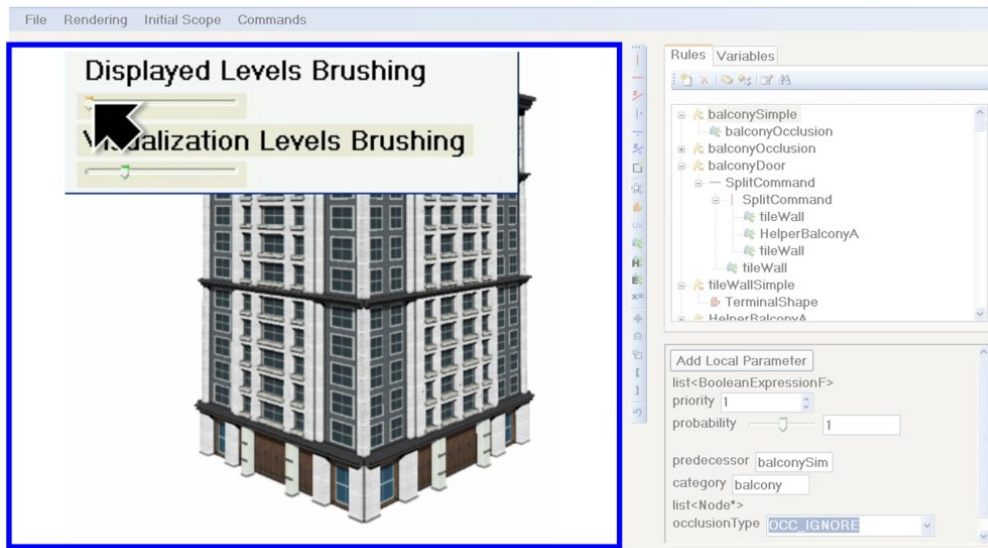 File Rendering Initial Scope Commands
Displayed Levels Brushing
Visualization Levels Brushing
Rules Variables
balconySimple
balconyOcclusion
balconyOcclusion
balconyDoor
SplitCommand
SplitCommand
tileWall
HelperBalconyA
tileWall
tileWall
tileWallSimple
TerminalShape
HelperBalconyA
Add Local Parameter
list<BooleanExpressionF>
priority 1
probability 1
predecessor balconySim
category balcony
list<Node*>
occlusionType OCC_IGNORE